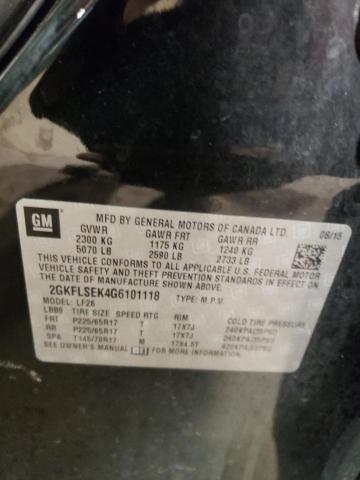 GM
MFD BY GENERAL MOTORS OF CANADA LTD.
GVWR GAWR FRT GAWR RR 08/15
2300 KG 1175 KG 1240 KG
5070 LB 2590 LB 2733 LB
THIS VEHICLE CONFORMS TO ALL APPLICABLE U.S. FEDERAL
MOTOR VEHICLE SAFETY AND THEFT PREVENTION STANDARDS IN EFFECT
ON THE DATE OF MANUFACTURE SHOWN ABOVE.
2GKFLSEK4G6101118 TYPE: M.P.V.
MODEL: LF26
TIRE SIZE SPEED RTG RIM COLD TIRE PRESSURE
FRT P225/65R17 T 17X7J 240KPA(35PSI)
RR P225/65R17 T 17X7J 240KPA(35PSI)
SPA T145/70R17 M 17X4.5T 420KPA(60PSI)
SEE OWNER'S MANUAL FOR ADDITIONAL INFORMATION.